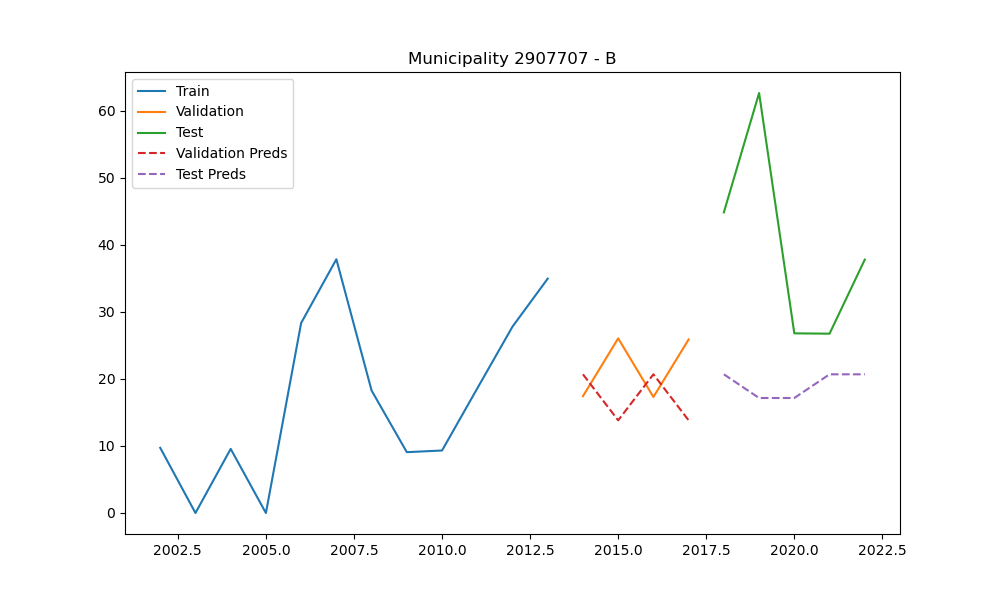 Municipality 2907707 - B
Train
Validation
Test
Validation Preds
Test Preds
60
50
40
30
20
10
0
2002.5 2005.0 2007.5 2010.0 2012.5 2015.0 2017.5 2020.0 2022.5